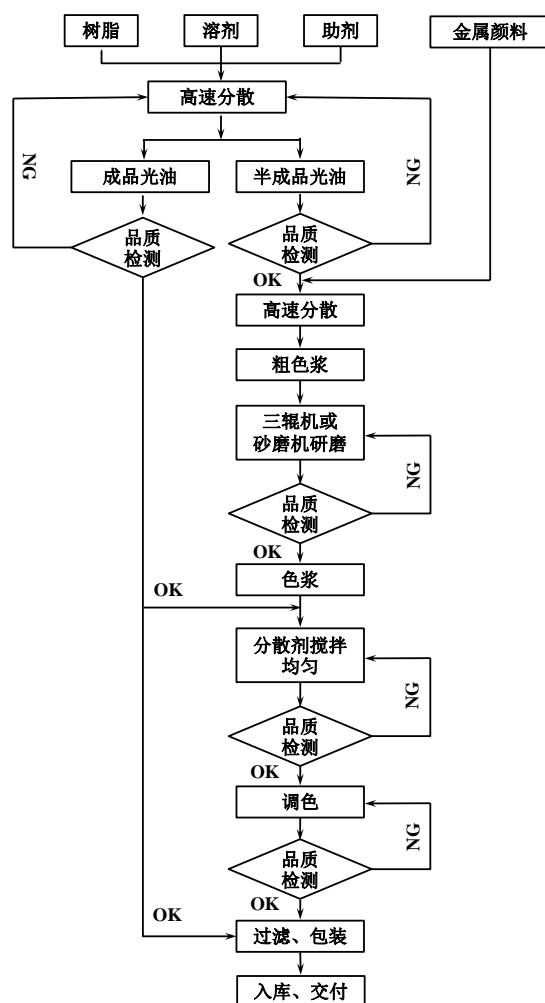 树脂
溶剂
助剂
金属颜料
高速分散
NG
NG
成品光油
半成品光油
品质
检测
品质
检测
OK
高速分散
粗色浆
三辊机或
砂磨机研磨
NG
品质
检测
OK
色浆
OK
分散剂搅拌
均匀
NG
品质
检测
OK
调色
NG
品质
检测
OK
OK
过滤、包装
入库、交付